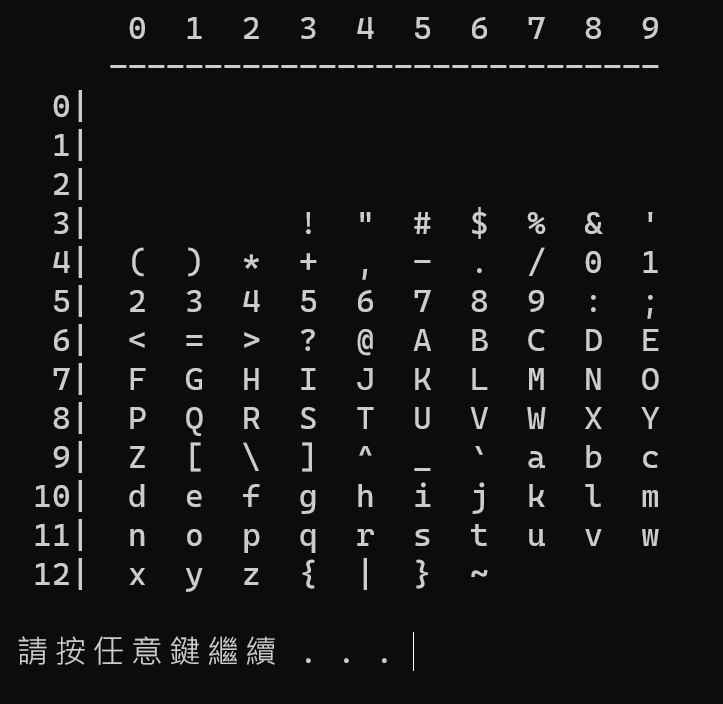 0 1 2 3 4 5 6 7 8 9
-----------------------------
0|
1|
2|
3| ! " # $ % & '
4| ( ) * + , - . / 0 1
5| 2 3 4 5 6 7 8 9 : ;
6| < = > ? @ A B C D E
7| F G H I J K L M N O
8| P Q R S T U V W X Y
9| Z [ \ ] ^ _ ` a b c
10| d e f g h i j k l m
11| n o p q r s t u v w
12| x y z { | } ~
請按任意鍵繼續 . . .